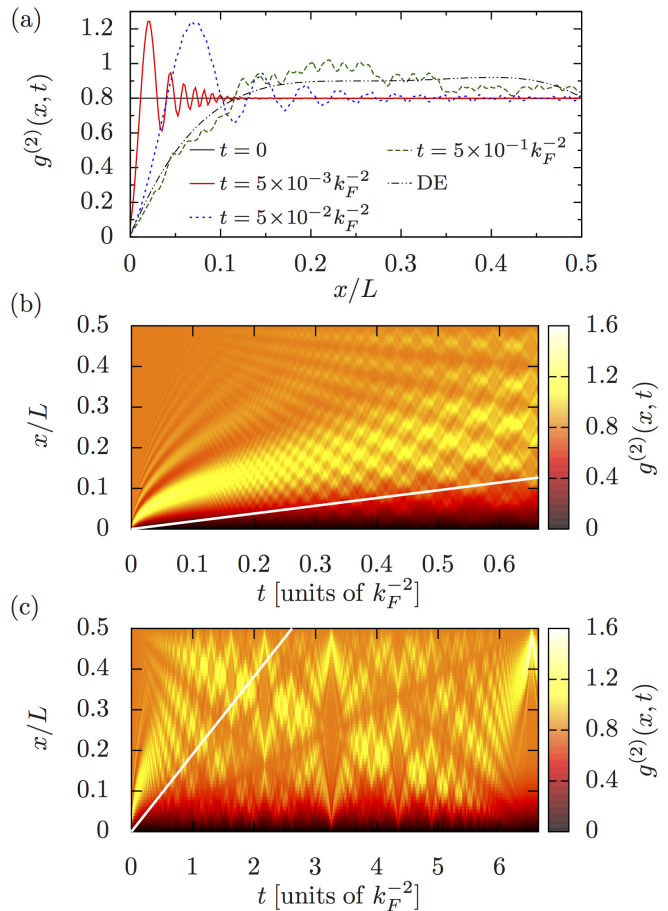 (a)
g^{(2)}(x, t)
1.2
1
0.8
0.6
0.4
0.2
0
t = 0
t = 5×10^{−3}k_F^{−2}
t = 5×10^{−2}k_F^{−2}
t = 5×10^{−1}k_F^{−2}
DE
0 0.1 0.2 0.3 0.4 0.5
x/L
(b)
x/L
0.5
0.4
0.3
0.2
0.1
0
0 0.1 0.2 0.3 0.4 0.5 0.6
t [units of k_F^{−2}]
1.6
1.2
0.8
0.4
0
g^{(2)}(x, t)
(c)
x/L
0.5
0.4
0.3
0.2
0.1
0
0 1 2 3 4 5 6
t [units of k_F^{−2}]
1.6
1.2
0.8
0.4
0
g^{(2)}(x, t)